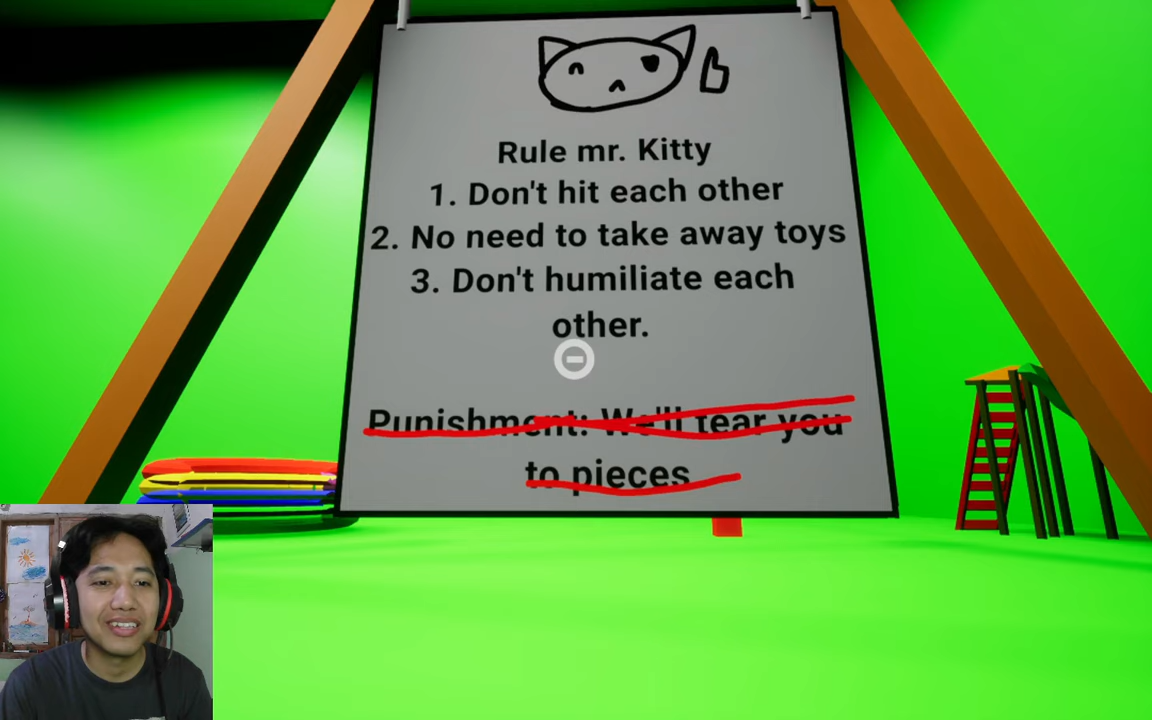 Rule mr. Kitty
1. Don't hit each other
2. No need to take away toys
3. Don't humiliate each
other.
Punishment: We'll tear you
to pieces